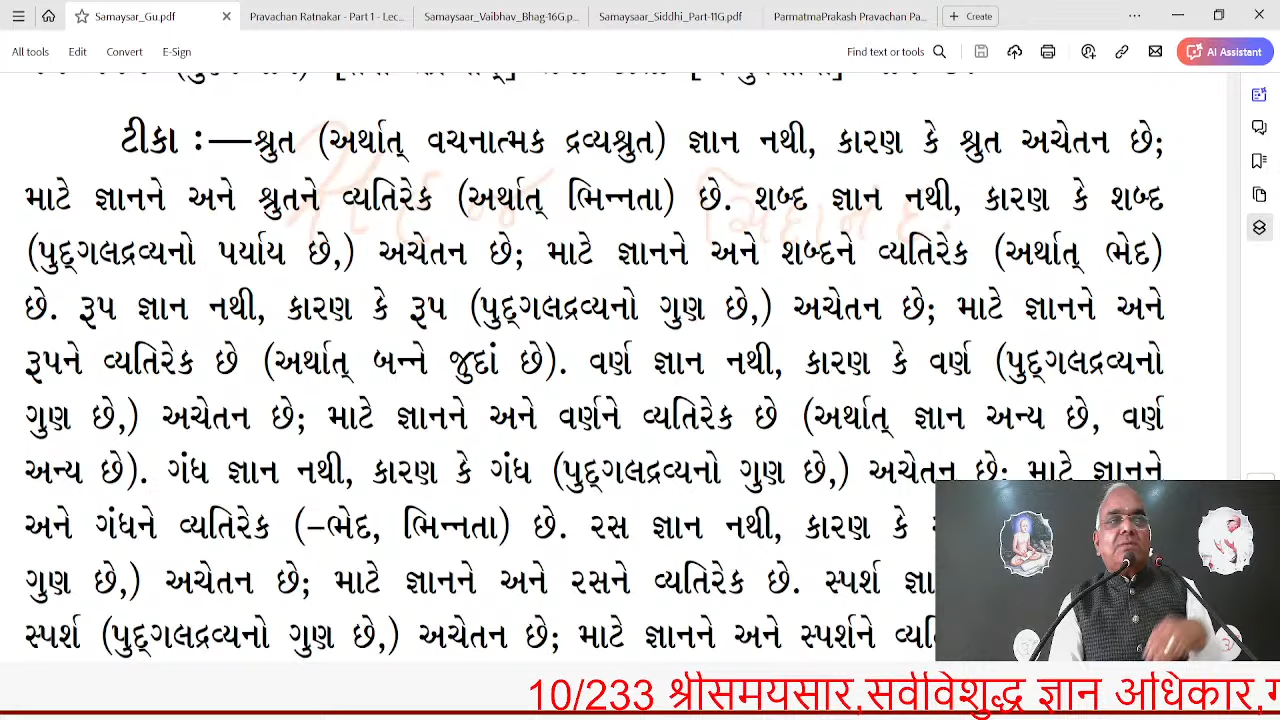 Samaysar_Gu.pdf
Pravachan Ratnakar - Part 1 - Lec...
Samaysaar_Vaibhav_Bhag-16G.p...
Samaysaar_Siddhi_Part-11G.pdf
ParmatmaPrakash Pravachan Pa...
Create
All tools Edit Convert E-Sign
Find text or tools
AI Assistant
ટીકા :—શ્રુત (અર્થાત્ વચનાત્મક દ્રવ્યશ્રુત) જ્ઞાન નથી, કારણ કે શ્રુત અચેતન છે;
માટે જ્ઞાનને અને શ્રુતને વ્યતિરેક (અર્થાત્ ભિન્નતા) છે. શબ્દ જ્ઞાન નથી, કારણ કે શબ્દ
(પુદ્ગલદ્રવ્યનો પર્યાય છે,) અચેતન છે; માટે જ્ઞાનને અને શબ્દને વ્યતિરેક (અર્થાત્ ભેદ)
છે. રૂપ જ્ઞાન નથી, કારણ કે રૂપ (પુદ્ગલદ્રવ્યનો ગુણ છે,) અચેતન છે; માટે જ્ઞાનને અને
રૂપને વ્યતિરેક છે (અર્થાત્ બન્ને જુદાં છે). વર્ણ જ્ઞાન નથી, કારણ કે વર્ણ (પુદ્ગલદ્રવ્યનો
ગુણ છે,) અચેતન છે; માટે જ્ઞાનને અને વર્ણને વ્યતિરેક છે (અર્થાત્ જ્ઞાન અન્ય છે, વર્ણ
અન્ય છે). ગંધ જ્ઞાન નથી, કારણ કે ગંધ (પુદ્ગલદ્રવ્યનો ગુણ છે,) અચેતન છે; માટે જ્ઞાનને
અને ગંધને વ્યતિરેક (–ભેદ, ભિન્નતા) છે. રસ જ્ઞાન નથી, કારણ કે
ગુણ છે,) અચેતન છે; માટે જ્ઞાનને અને રસને વ્યતિરેક છે. સ્પર્શ
સ્પર્શ (પુદ્ગલદ્રવ્યનો ગુણ છે,) અચેતન છે; માટે જ્ઞાનને અને સ્પર્શને
10/233 श्रीसमयसार,सर्वविशुद्ध ज्ञान अधिकार,